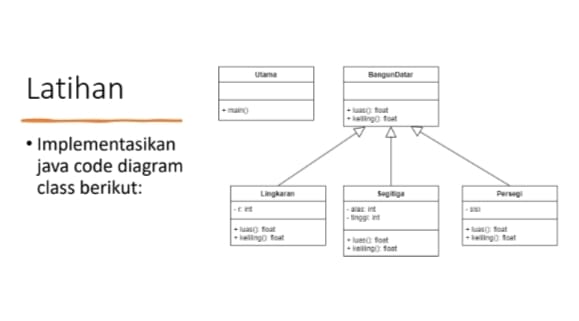 Latihan
• Implementasikan
java code diagram
class berikut:
Utama
+ main()
BangunDatar
+ luas(): float
+ keliling(): float
Lingkaran
- r: int
+ luas(): float
+ keliling(): float
Segitiga
- alas: int
- tinggi: int
+ luas(): float
+ keliling(): float
Persegi
- sisi
+ luas(): float
+ keliling(): float